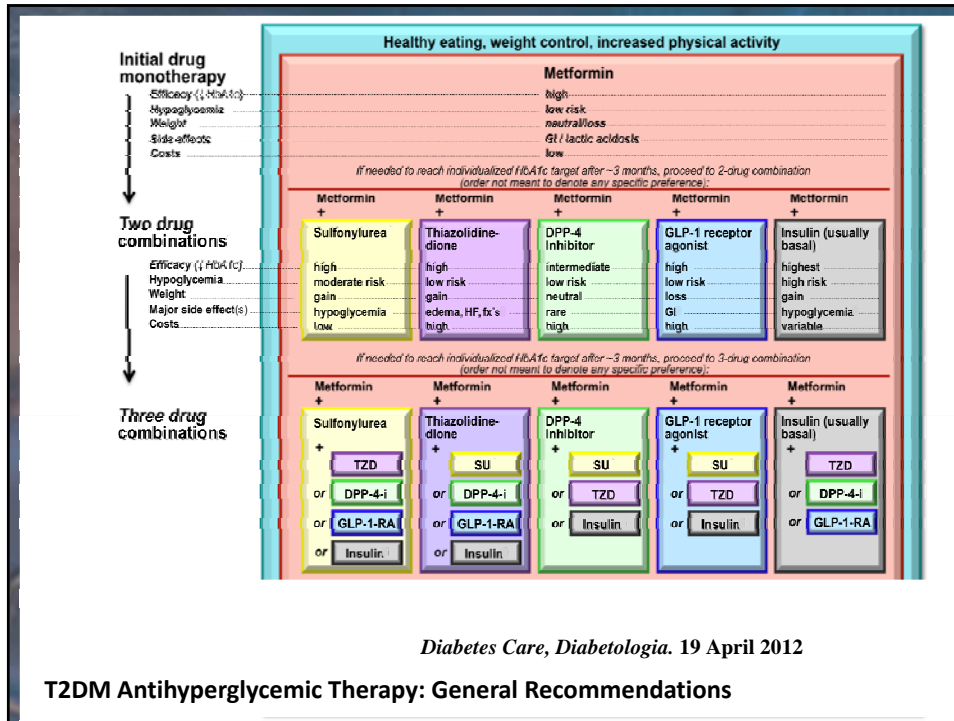 Healthy eating, weight control, increased physical activity
Initial drug
monotherapy
Metformin
Efficacy (↓HbA1c) high
Hypoglycemia low risk
Weight neutral/loss
Side effects GI / lactic acidosis
Costs low
If needed to reach individualized HbA1c target after ~3 months, proceed to 2-drug combination
(order not meant to denote any specific preference):
Metformin Metformin Metformin Metformin Metformin
+ + + + +
Two drug
combinations
Sulfonylurea Thiazolidine- DPP-4 GLP-1 receptor Insulin (usually
dione Inhibitor agonist basal)
Efficacy (↓HbA1c) high high intermediate high highest
Hypoglycemia moderate risk low risk low risk low risk high risk
Weight gain gain neutral loss gain
Major side effect(s) hypoglycemia edema, HF, fx's rare GI hypoglycemia
Costs low high high high variable
If needed to reach individualized HbA1c target after ~3 months, proceed to 3-drug combination
(order not meant to denote any specific preference):
Metformin Metformin Metformin Metformin Metformin
+ + + + +
Three drug
combinations
Sulfonylurea Thiazolidine- DPP-4 GLP-1 receptor Insulin (usually
dione Inhibitor agonist basal)
+ + + + +
TZD SU SU SU TZD
or DPP-4-i or DPP-4-i or TZD or TZD or DPP-4-i
or GLP-1-RA or GLP-1-RA or Insulin or Insulin or GLP-1-RA
or Insulin or Insulin
Diabetes Care, Diabetologia. 19 April 2012
T2DM Antihyperglycemic Therapy: General Recommendations